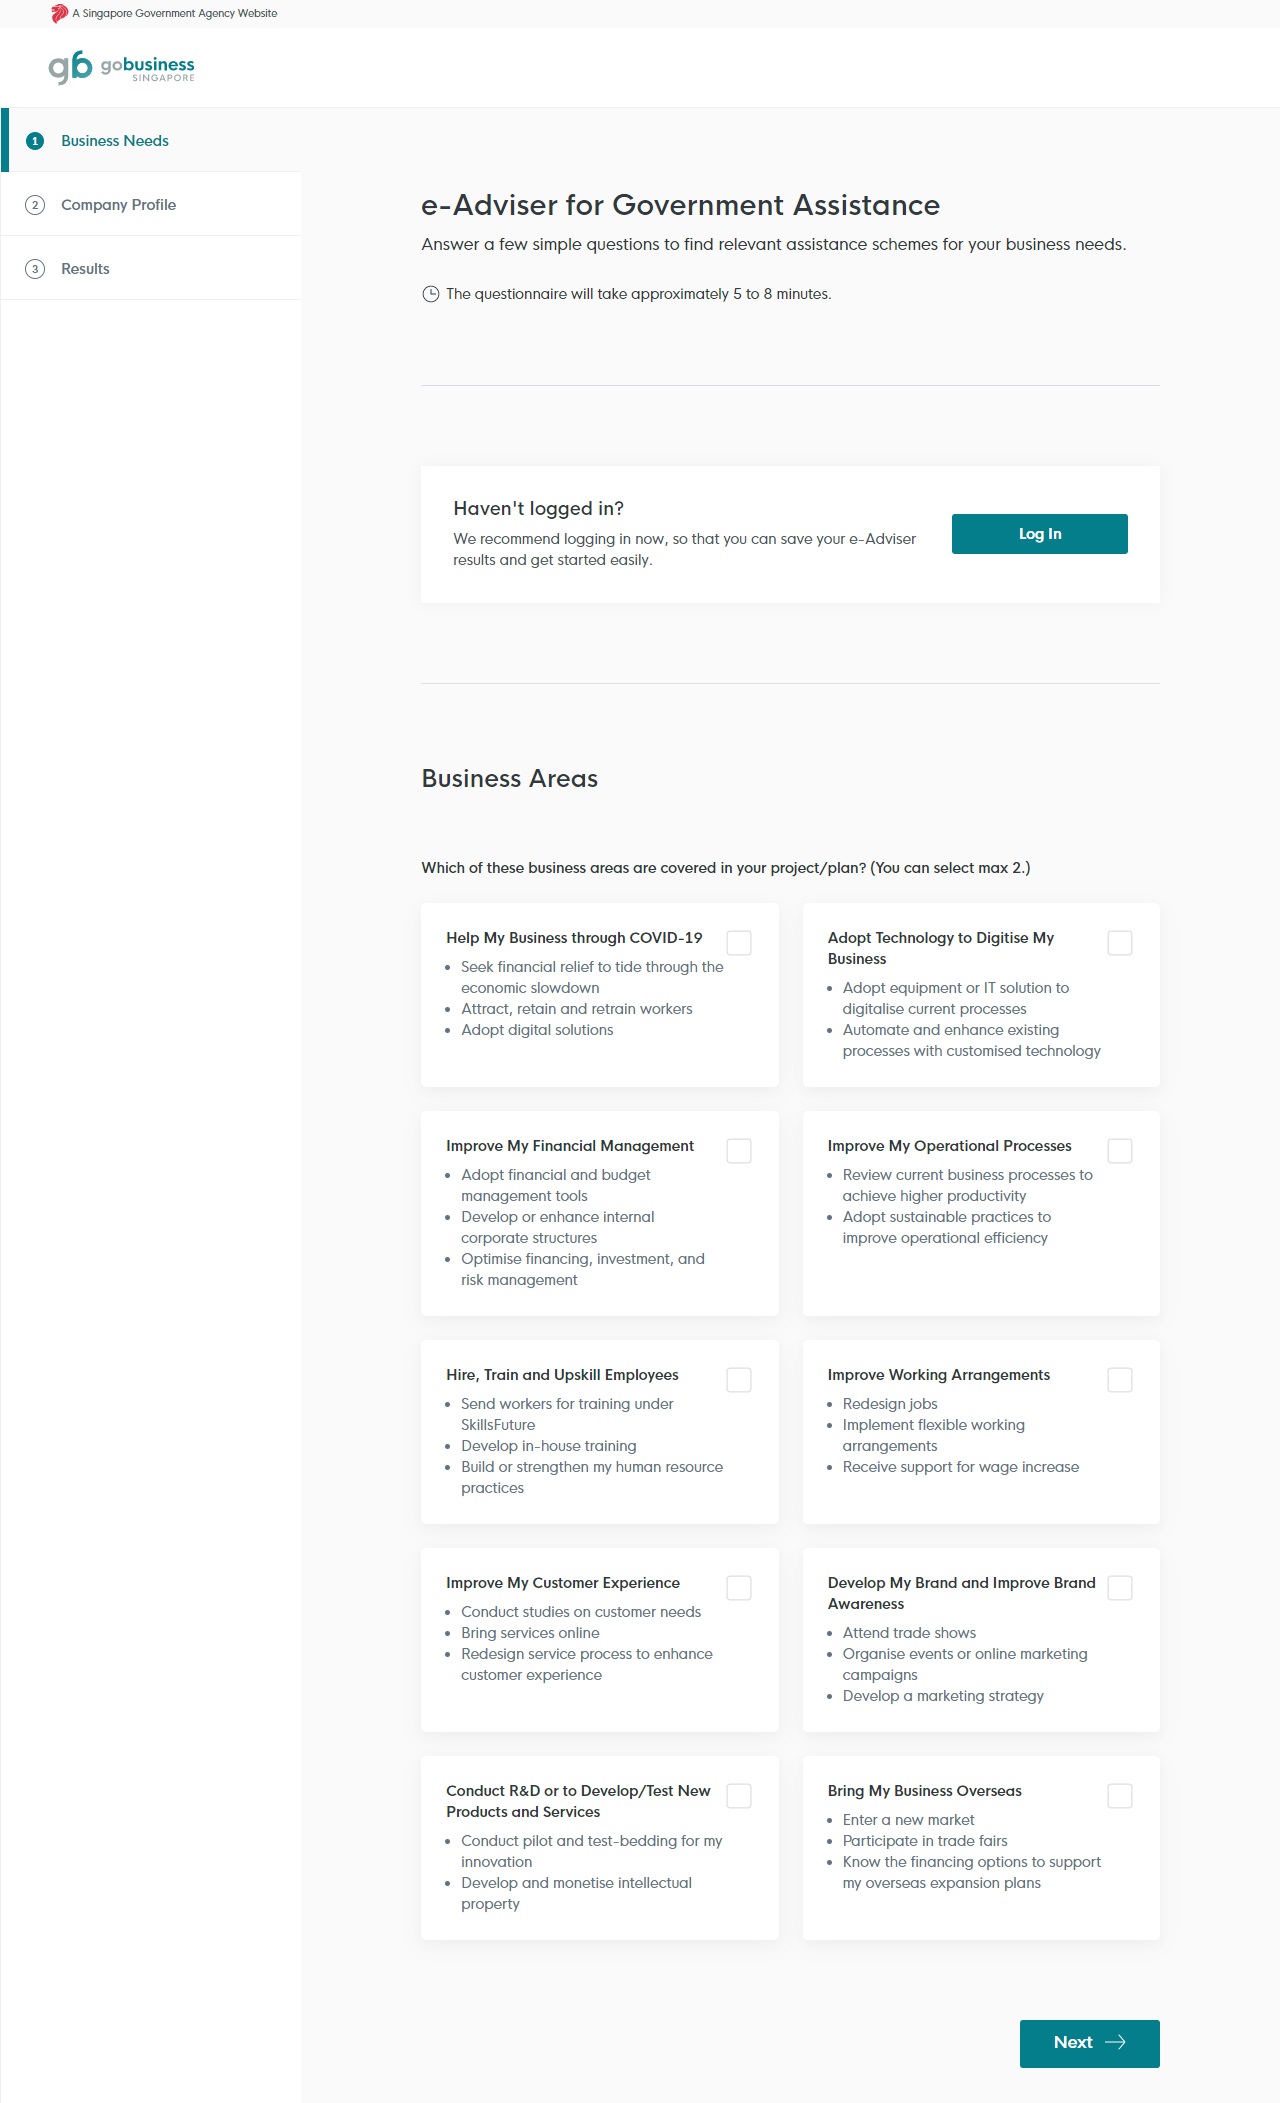 A Singapore Government Agency Website
gb gobusiness
SINGAPORE
1 Business Needs
2 Company Profile
3 Results
e-Adviser for Government Assistance
Answer a few simple questions to find relevant assistance schemes for your business needs.
The questionnaire will take approximately 5 to 8 minutes.
Haven't logged in?
We recommend logging in now, so that you can save your e-Adviser
results and get started easily.
Log In
Business Areas
Which of these business areas are covered in your project/plan? (You can select max 2.)
Help My Business through COVID-19
• Seek financial relief to tide through the
economic slowdown
• Attract, retain and retrain workers
• Adopt digital solutions
Adopt Technology to Digitise My
Business
• Adopt equipment or IT solution to
digitalise current processes
• Automate and enhance existing
processes with customised technology
Improve My Financial Management
• Adopt financial and budget
management tools
• Develop or enhance internal
corporate structures
• Optimise financing, investment, and
risk management
Improve My Operational Processes
• Review current business processes to
achieve higher productivity
• Adopt sustainable practices to
improve operational efficiency
Hire, Train and Upskill Employees
• Send workers for training under
SkillsFuture
• Develop in-house training
• Build or strengthen my human resource
practices
Improve Working Arrangements
• Redesign jobs
• Implement flexible working
arrangements
• Receive support for wage increase
Improve My Customer Experience
• Conduct studies on customer needs
• Bring services online
• Redesign service process to enhance
customer experience
Develop My Brand and Improve Brand
Awareness
• Attend trade shows
• Organise events or online marketing
campaigns
• Develop a marketing strategy
Conduct R&D or to Develop/Test New
Products and Services
• Conduct pilot and test-bedding for my
innovation
• Develop and monetise intellectual
property
Bring My Business Overseas
• Enter a new market
• Participate in trade fairs
• Know the financing options to support
my overseas expansion plans
Next →